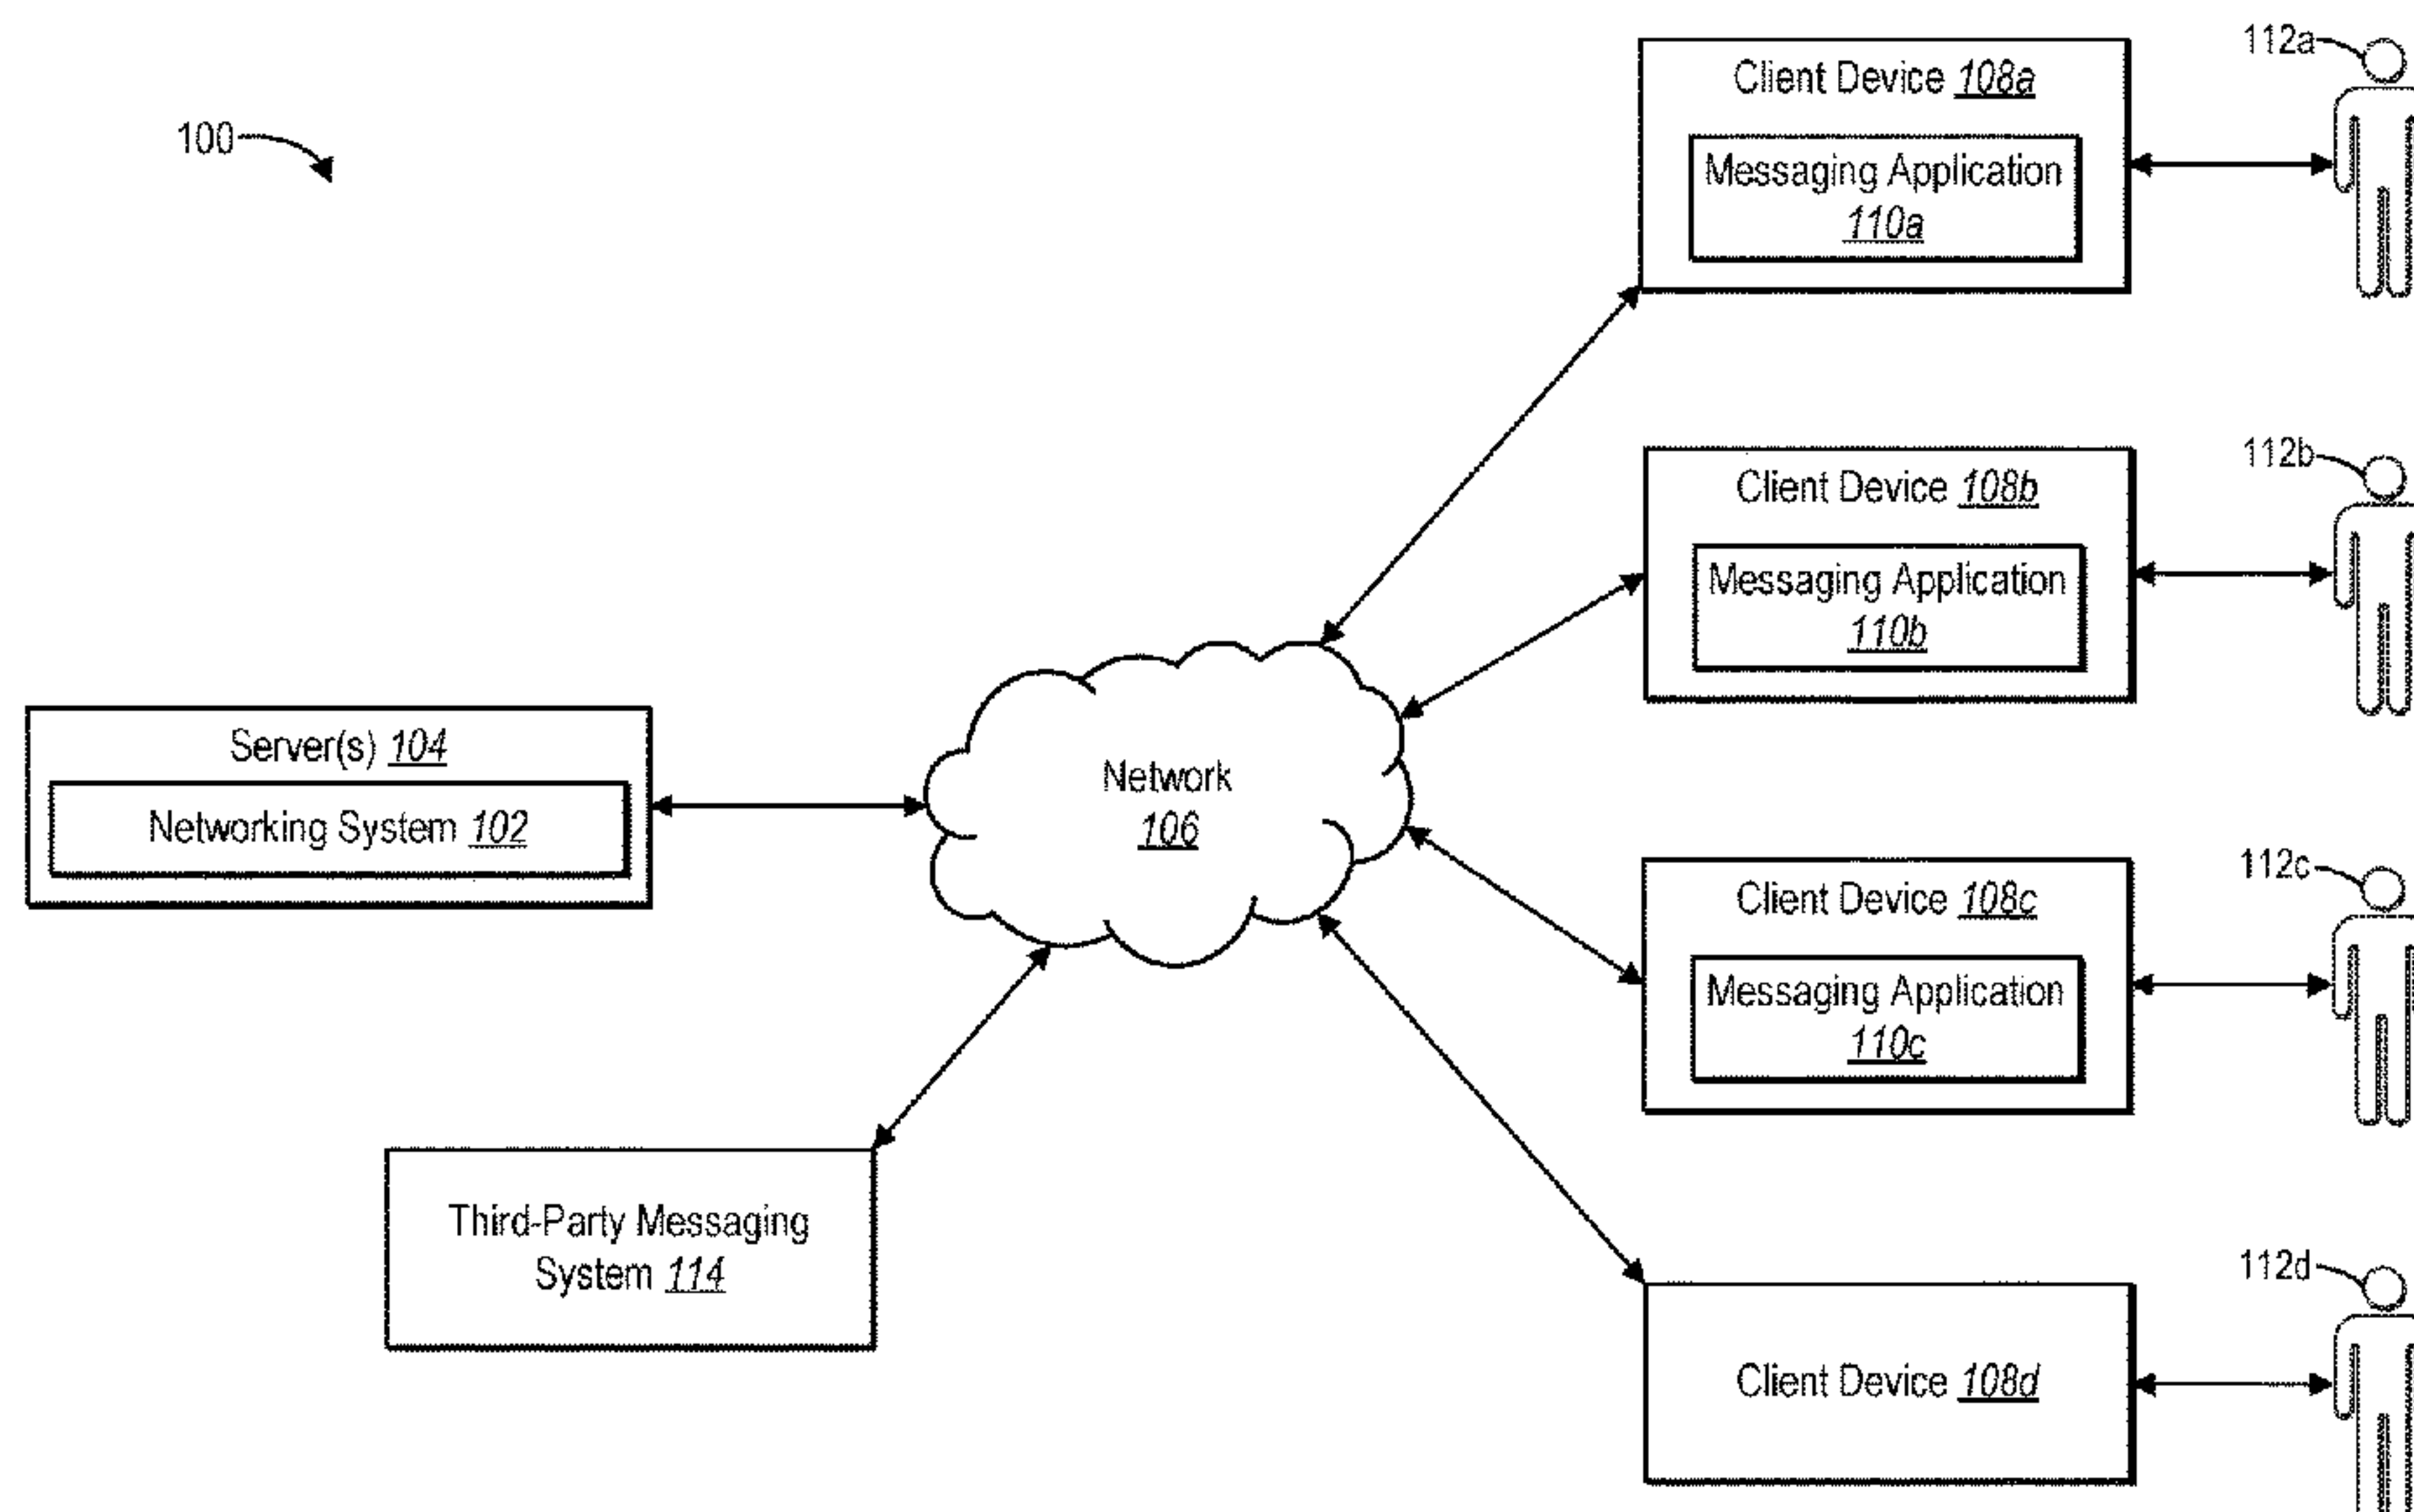 100
112a
Client Device 108a
Messaging Application
110a
112b
Client Device 108b
Messaging Application
110b
Server(s) 104
Networking System 102
Network
106
112c
Client Device 108c
Messaging Application
110c
Third-Party Messaging
System 114
112d
Client Device 108d